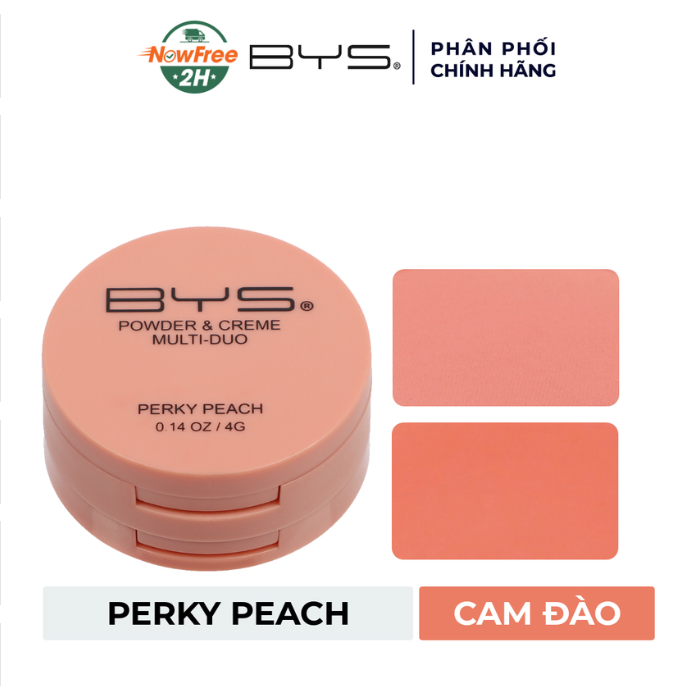 NowFree
2H
BYS®
PHÂN PHỐI
CHÍNH HÃNG
BYS®
POWDER & CREME
MULTI-DUO
PERKY PEACH
0.14 OZ / 4G
PERKY PEACH
CAM ĐÀO